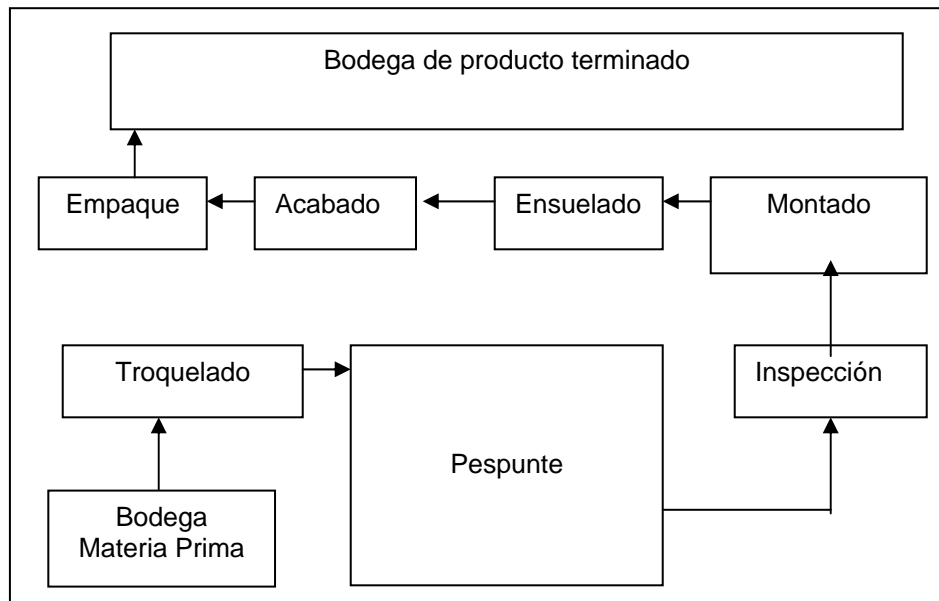 Bodega de producto terminado
Empaque
Acabado
Ensuelado
Montado
Troquelado
Inspección
Pespunte
Bodega
Materia Prima